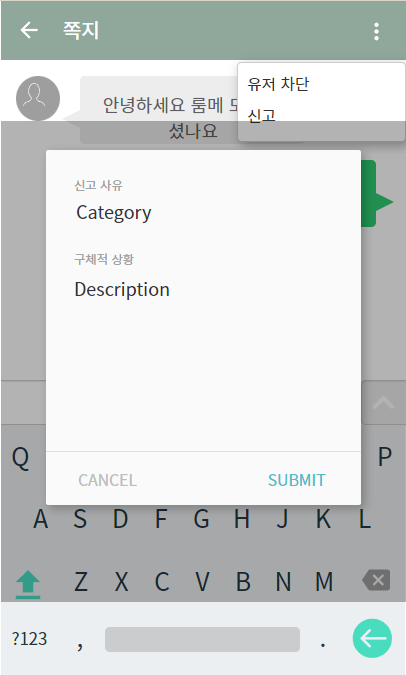 쪽지
유저 차단
신고
안녕하세요 룸메
셨나요
신고 사유
Category
구체적 상황
Description
CANCEL SUBMIT
Q P
A S D F G H J K L
Z X C V B N M
?123 , .